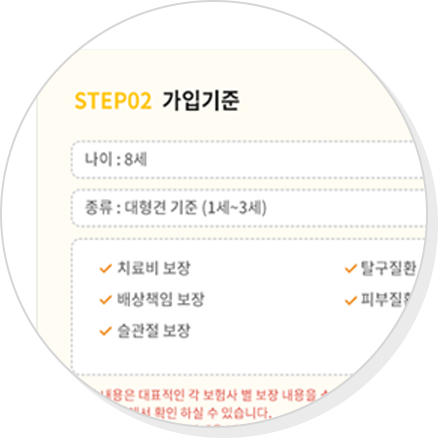 STEP02 가입기준
나이 : 8세
종류 : 대형견 기준 (1세~3세)
치료비 보장 탈구질환
배상책임 보장 피부질환
슬관절 보장
내용은 대표적인 각 보험사 별 보장 내용을
에서 확인 하실 수 있습니다.